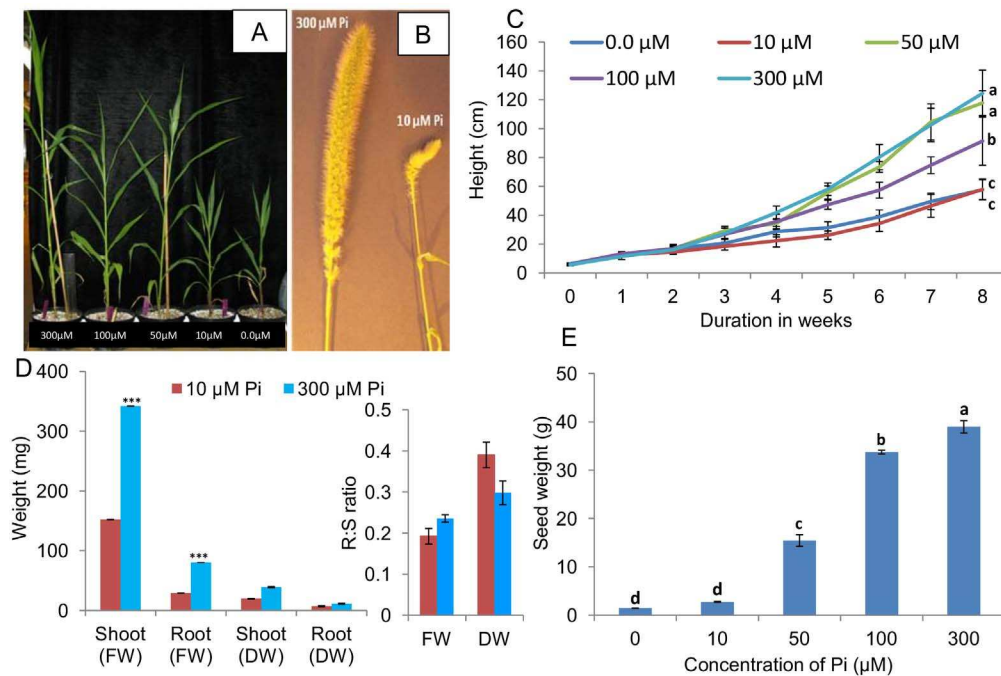 A
300µM
100µM
50µM
10µM
0.0µM
B
300 µM Pi
10 µM Pi
C
0.0 µM
10 µM
50 µM
100 µM
300 µM
Height (cm)
160
140
120
100
80
60
40
20
0
a
a
b
c
c
0 1 2 3 4 5 6 7 8
Duration in weeks
D
10 µM Pi
300 µM Pi
Weight (mg)
400
300
200
100
0
***
***
Shoot
(FW)
Root
(FW)
Shoot
(DW)
Root
(DW)
R:S ratio
0.5
0.4
0.3
0.2
0.1
0
FW DW
E
Seed weight (g)
50
40
30
20
10
0
d
d
c
b
a
0 10 50 100 300
Concentration of Pi (µM)